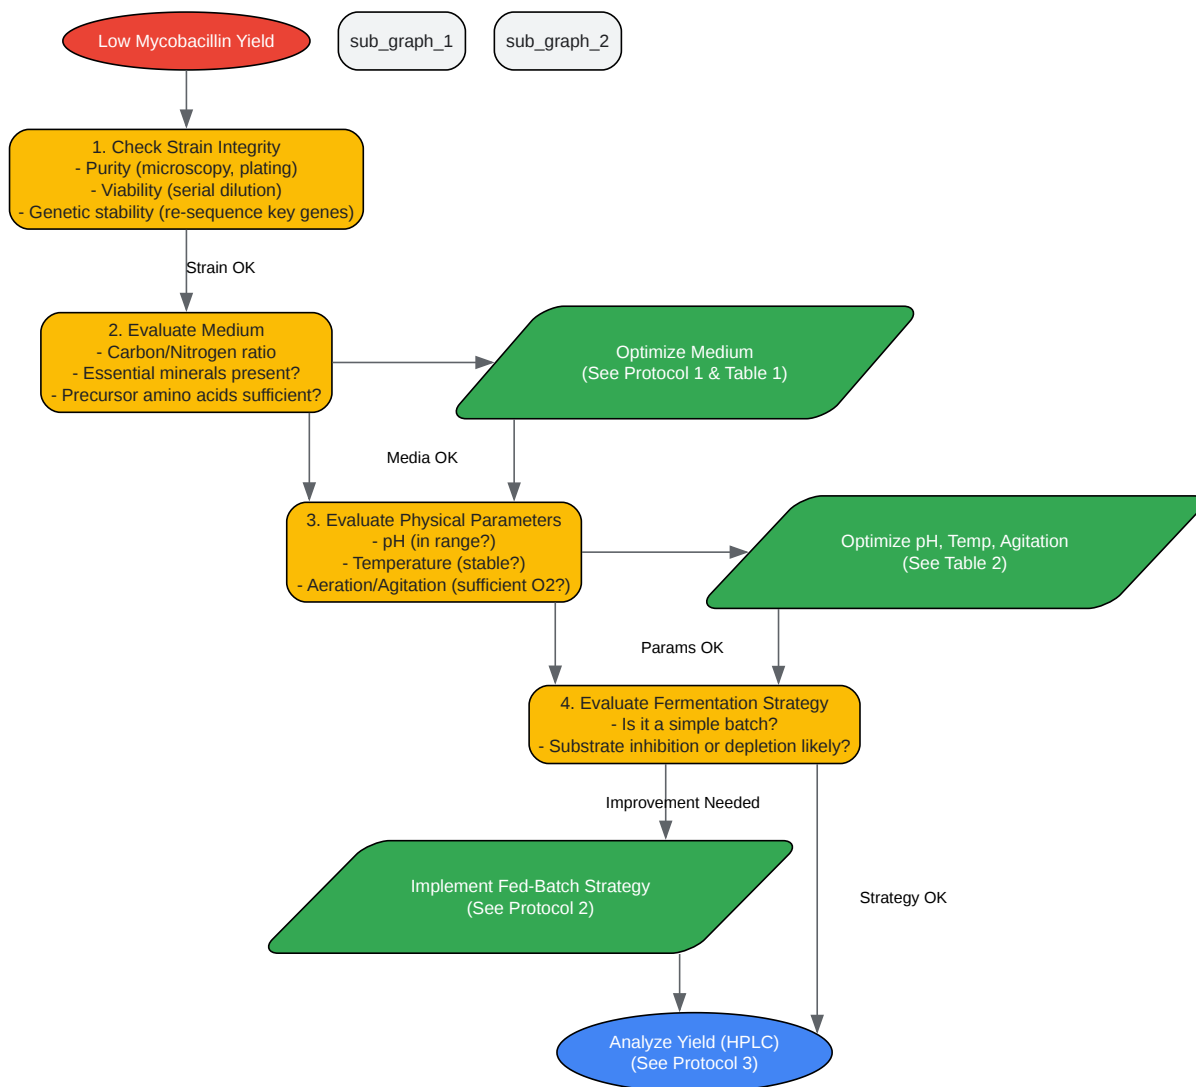 Low Mycobacillin Yield
sub_graph_1
sub_graph_2
1. Check Strain Integrity
- Purity (microscopy, plating)
- Viability (serial dilution)
- Genetic stability (re-sequence key genes)
Strain OK
2. Evaluate Medium
- Carbon/Nitrogen ratio
- Essential minerals present?
- Precursor amino acids sufficient?
Optimize Medium
(See Protocol 1 & Table 1)
Media OK
3. Evaluate Physical Parameters
- pH (in range?)
- Temperature (stable?)
- Aeration/Agitation (sufficient O2?)
Optimize pH, Temp, Agitation
(See Table 2)
Params OK
4. Evaluate Fermentation Strategy
- Is it a simple batch?
- Substrate inhibition or depletion likely?
Improvement Needed
Implement Fed-Batch Strategy
(See Protocol 2)
Strategy OK
Analyze Yield (HPLC)
(See Protocol 3)